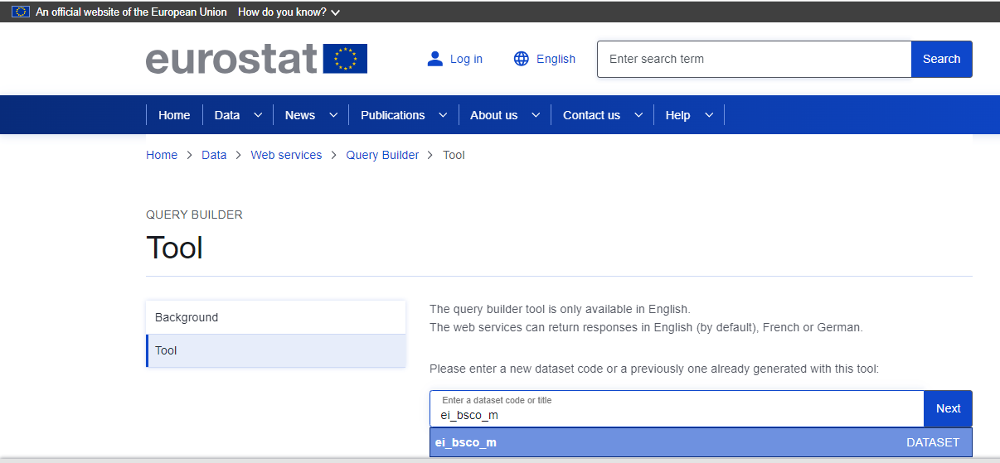 An official website of the European Union How do you know?
eurostat
Log in
English
Enter search term
Search
Home
Data
News
Publications
About us
Contact us
Help
Home > Data > Web services > Query Builder > Tool
QUERY BUILDER
Tool
Background
Tool
The query builder tool is only available in English.
The web services can return responses in English (by default), French or German.
Please enter a new dataset code or a previously one already generated with this tool:
Enter a dataset code or title
ei_bsco_m
Next
ei_bsco_m DATASET